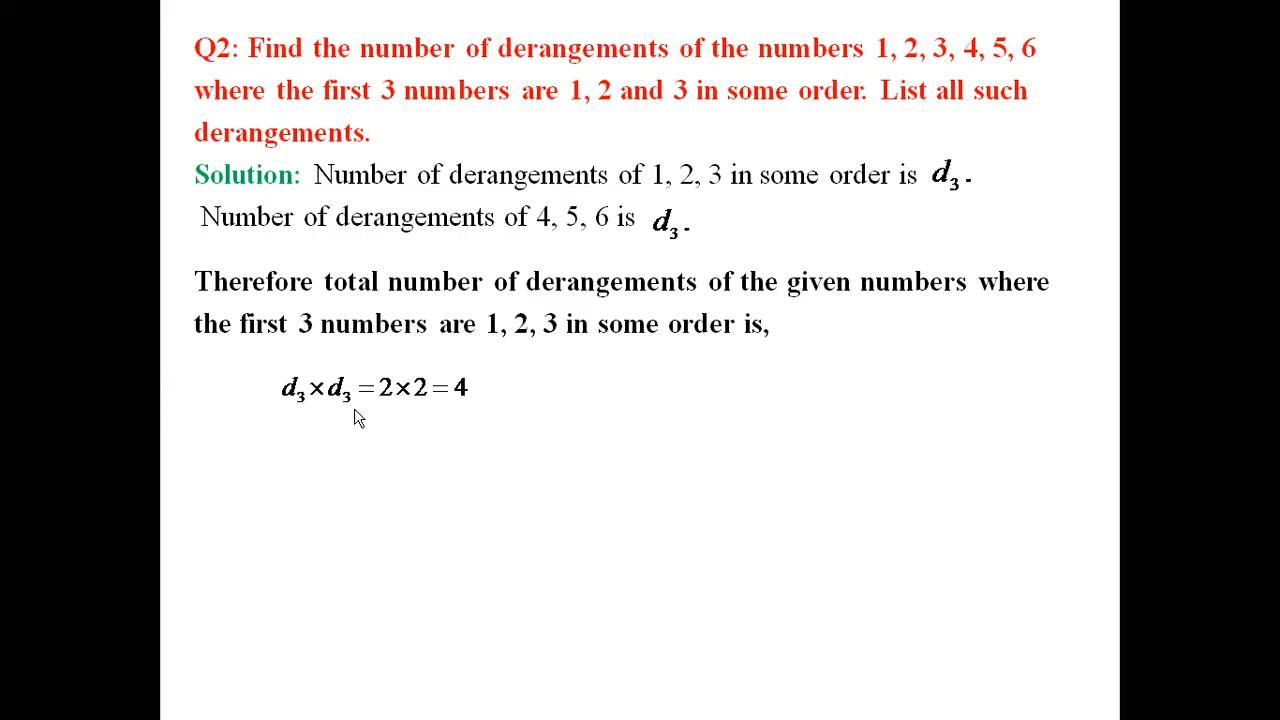 Q2: Find the number of derangements of the numbers 1, 2, 3, 4, 5, 6
where the first 3 numbers are 1, 2 and 3 in some order. List all such
derangements.
Solution: Number of derangements of 1, 2, 3 in some order is d₃.
Number of derangements of 4, 5, 6 is d₃.
Therefore total number of derangements of the given numbers where
the first 3 numbers are 1, 2, 3 in some order is,
d₃×d₃=2×2=4